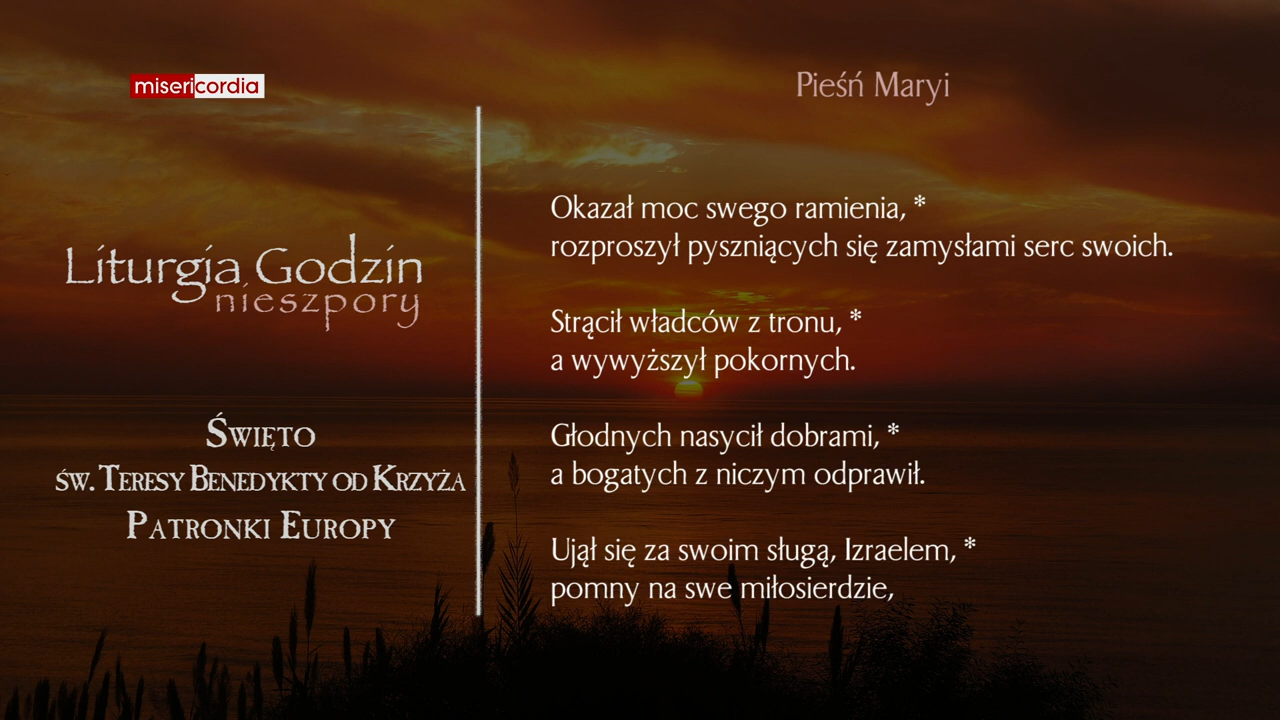 misericordia
Liturgia Godzin
nieszpory
Święto
św. Teresy Benedykty od Krzyża
Patronki Europy
Pieśń Maryi
Okazał moc swego ramienia, *
rozproszył pyszniących się zamysłami serc swoich.
Strącił władców z tronu, *
a wywyższył pokornych.
Głodnych nasycił dobrami, *
a bogatych z niczym odprawił.
Ujął się za swoim sługą, Izraelem, *
pomny na swe miłosierdzie,